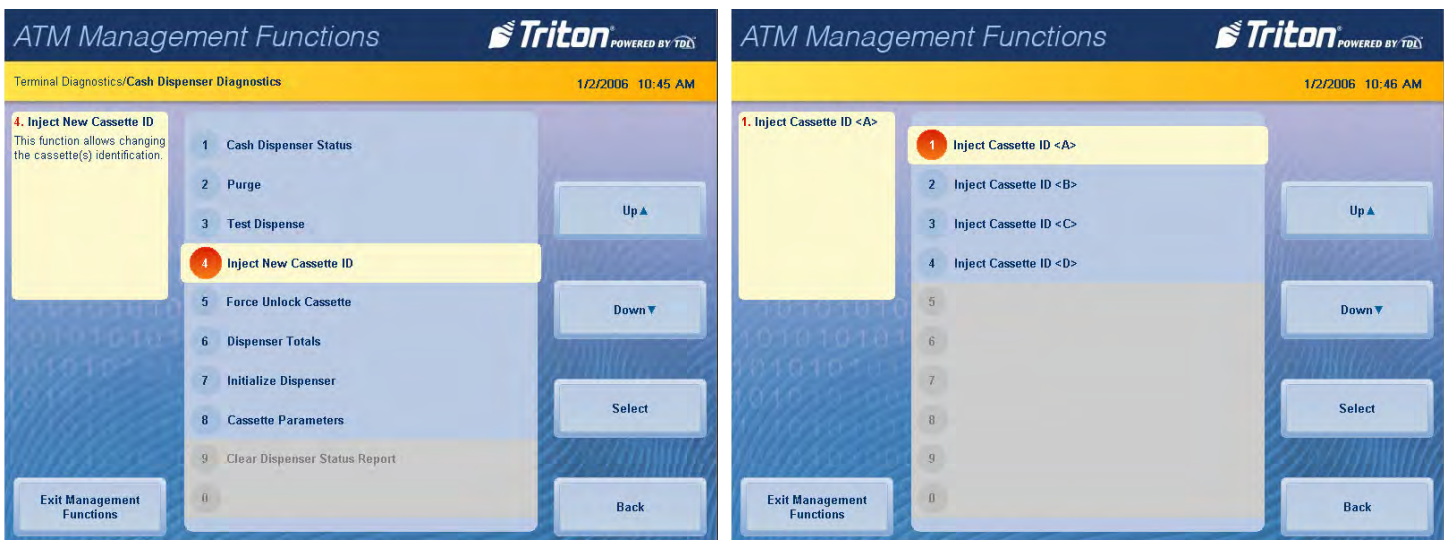 ATM Management Functions
Triton POWERED BY TDL
Terminal Diagnostics/Cash Dispenser Diagnostics
1/2/2006 10:45 AM
4. Inject New Cassette ID
This function allows changing
the cassette(s) identification.
1 Cash Dispenser Status
2 Purge
3 Test Dispense
4 Inject New Cassette ID
5 Force Unlock Cassette
6 Dispenser Totals
7 Initialize Dispenser
8 Cassette Parameters
9 Clear Dispenser Status Report
0
Up▲
Down▼
Select
Back
Exit Management
Functions
ATM Management Functions
Triton POWERED BY TDL
1/2/2006 10:46 AM
1. Inject Cassette ID <A>
1 Inject Cassette ID <A>
2 Inject Cassette ID <B>
3 Inject Cassette ID <C>
4 Inject Cassette ID <D>
5
6
7
8
9
0
Up▲
Down▼
Select
Back
Exit Management
Functions